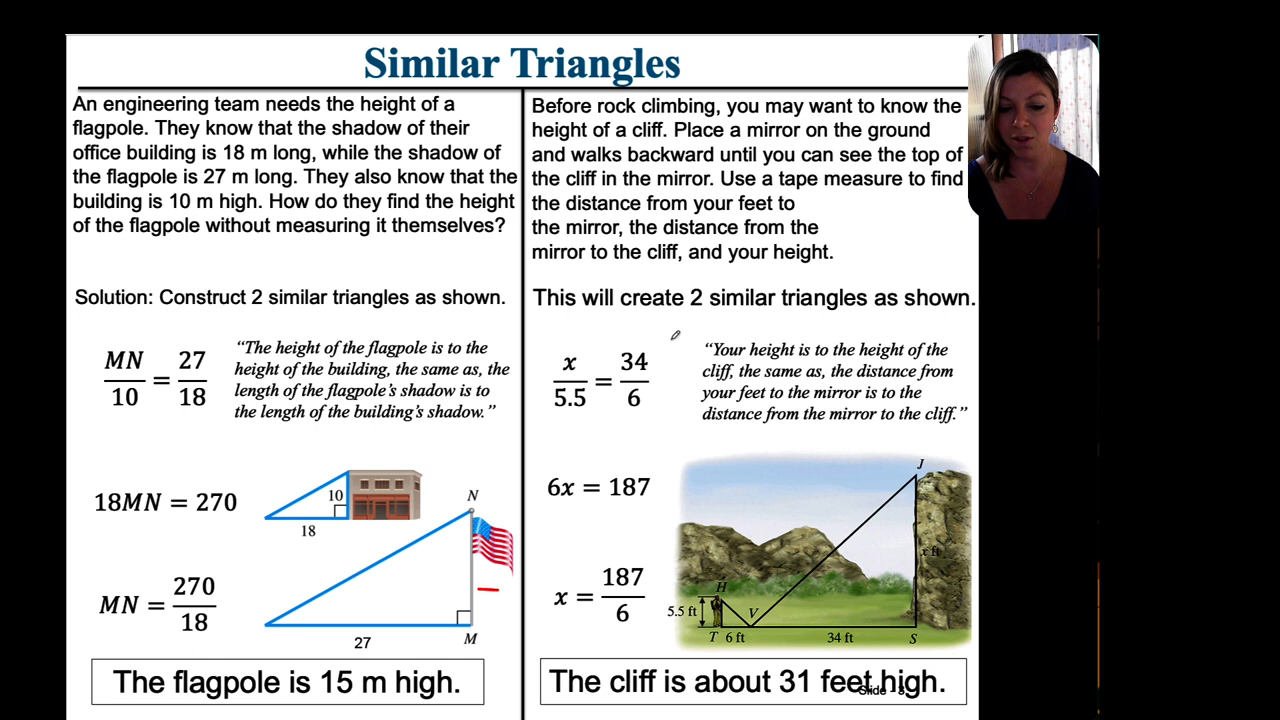 Similar Triangles
An engineering team needs the height of a
flagpole. They know that the shadow of their
office building is 18 m long, while the shadow of
the flagpole is 27 m long. They also know that the
building is 10 m high. How do they find the height
of the flagpole without measuring it themselves?
Solution: Construct 2 similar triangles as shown.
MN/10 = 27/18
“The height of the flagpole is to the
height of the building, the same as, the
length of the flagpole’s shadow is to
the length of the building’s shadow.”
18MN = 270
10
18
N
MN = 270/18
27
M
The flagpole is 15 m high.
Before rock climbing, you may want to know the
height of a cliff. Place a mirror on the ground
and walks backward until you can see the top of
the cliff in the mirror. Use a tape measure to find
the distance from your feet to
the mirror, the distance from the
mirror to the cliff, and your height.
This will create 2 similar triangles as shown.
x/5.5 = 34/6
“Your height is to the height of the
cliff, the same as, the distance from
your feet to the mirror is to the
distance from the mirror to the cliff.”
6x = 187
J
x ft
x = 187/6
H
5.5 ft
V
T 6 ft 34 ft S
The cliff is about 31 feet high.
Slide - 3